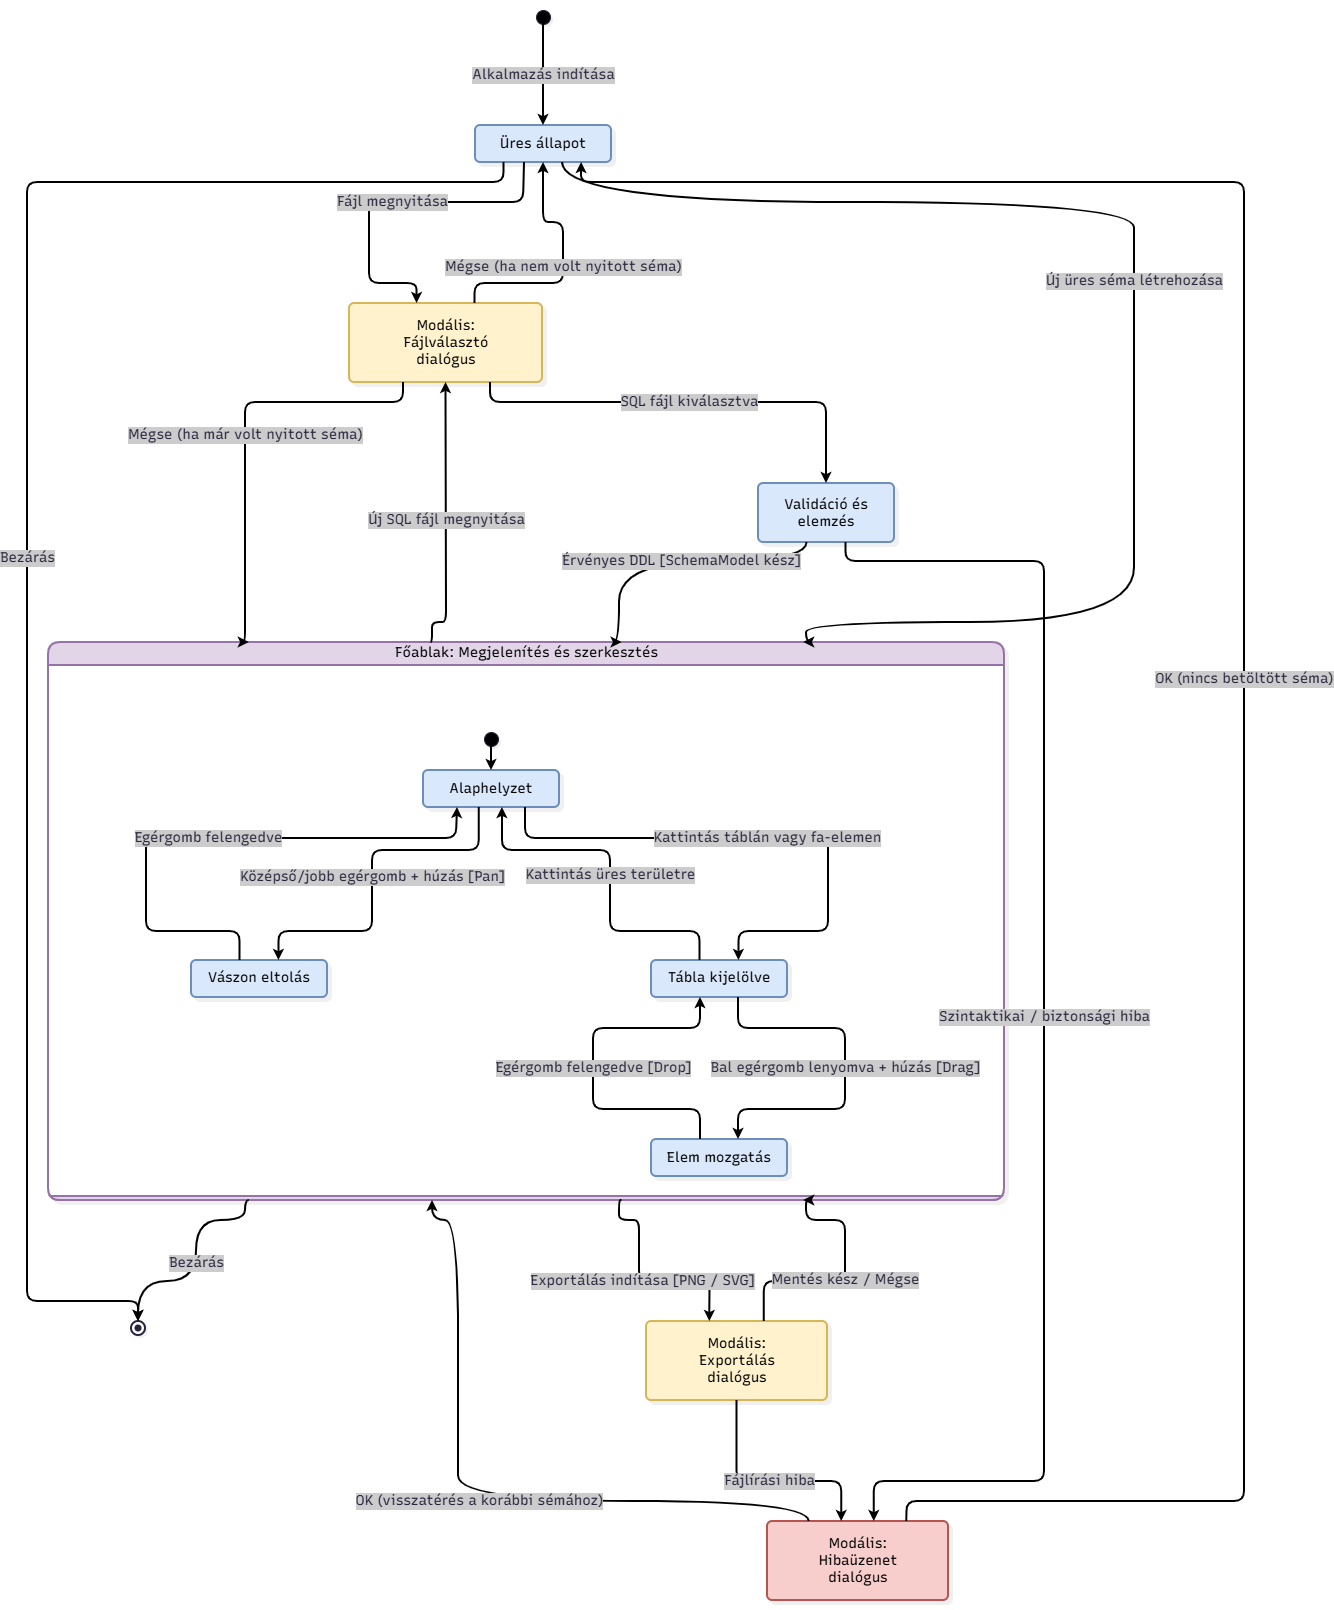 Alkalmazás indítása
Üres állapot
Fájl megnyitása
Mégse (ha nem volt nyitott séma)
Új üres séma létrehozása
Modális:
Fájlválasztó
dialógus
SQL fájl kiválasztva
Mégse (ha már volt nyitott séma)
Új SQL fájl megnyitása
Validáció és
elemzés
Bezárás
Érvényes DDL [SchemaModel kész]
Főablak: Megjelenítés és szerkesztés
OK (nincs betöltött séma)
Alaphelyzet
Egérgomb felengedve
Kattintás táblán vagy fa-elemen
Középső/jobb egérgomb + húzás [Pan]
Kattintás üres területre
Vászon eltolás
Tábla kijelölve
Szintaktikai / biztonsági hiba
Egérgomb felengedve [Drop]
Bal egérgomb lenyomva + húzás [Drag]
Elem mozgatás
Bezárás
Exportálás indítása [PNG / SVG]
Mentés kész / Mégse
Modális:
Exportálás
dialógus
Fájlírási hiba
OK (visszatérés a korábbi sémához)
Modális:
Hibaüzenet
dialógus